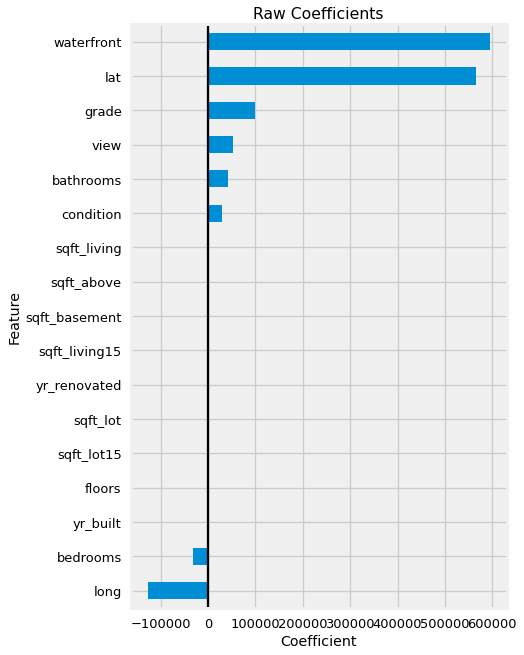 Raw Coefficients
waterfront
lat
grade
view
bathrooms
condition
sqft_living
sqft_above
sqft_basement
sqft_living15
yr_renovated
sqft_lot
sqft_lot15
floors
yr_built
bedrooms
long
Feature
−100000 0 100000 200000 300000 400000 500000 600000
Coefficient